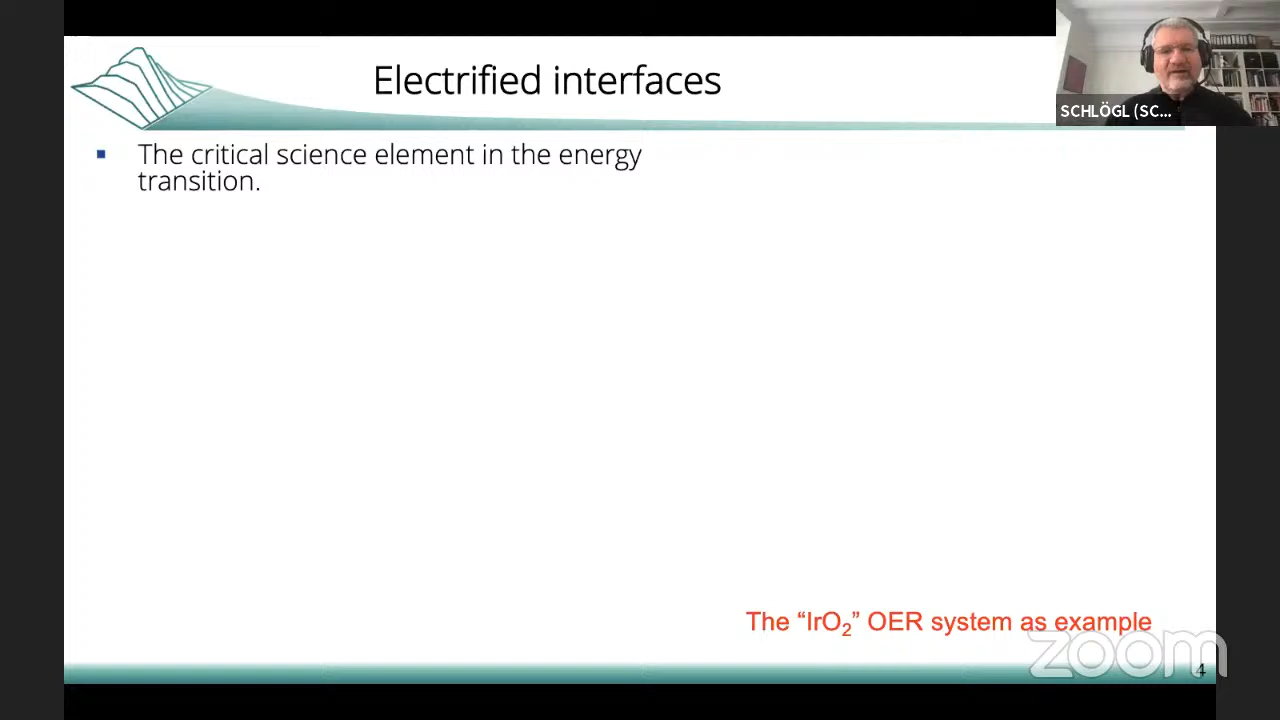 Electrified interfaces
SCHLÖGL (SC...
▪ The critical science element in the energy
transition.
The “IrO₂” OER system as example
zoom
4